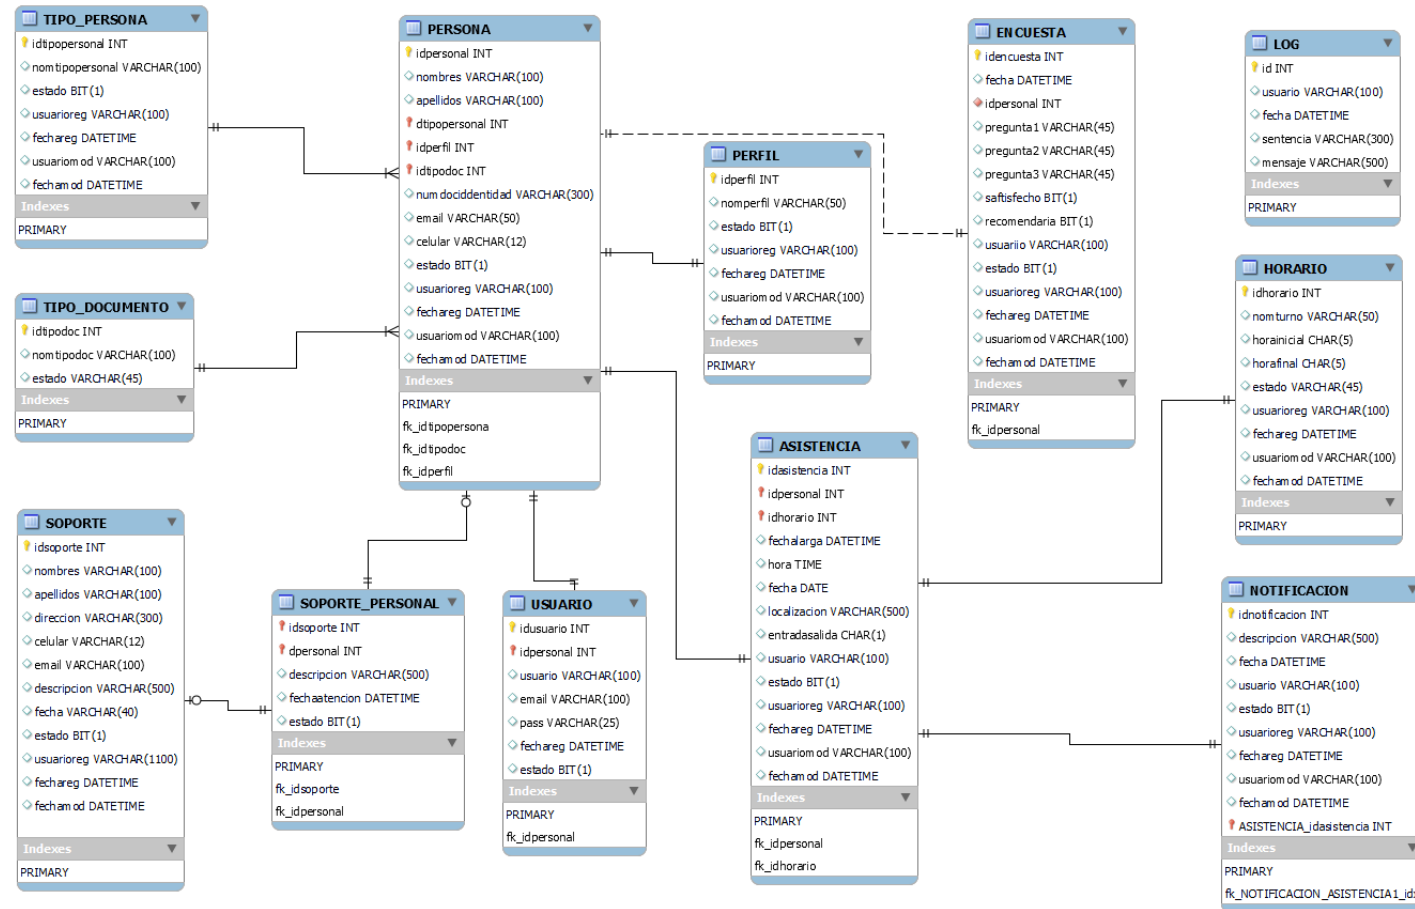 TIPO_PERSONA
idtipopersonal INT
nomtipopersonal VARCHAR(100)
estado BIT(1)
usuarioreg VARCHAR(100)
fechareg DATETIME
usuariomod VARCHAR(100)
fechamod DATETIME
Indexes
PRIMARY
TIPO_DOCUMENTO
idtipodoc INT
nomtipodoc VARCHAR(100)
estado VARCHAR(45)
Indexes
PRIMARY
SOPORTE
idsoporte INT
nombres VARCHAR(100)
apellidos VARCHAR(100)
direccion VARCHAR(300)
celular VARCHAR(12)
email VARCHAR(100)
descripcion VARCHAR(500)
fecha VARCHAR(40)
estado BIT(1)
usuarioreg VARCHAR(1100)
fechareg DATETIME
fechamod DATETIME
Indexes
PRIMARY
PERSONA
idpersonal INT
nombres VARCHAR(100)
apellidos VARCHAR(100)
dtipopersonal INT
idperfil INT
idtipodoc INT
numdociddentidad VARCHAR(300)
email VARCHAR(50)
celular VARCHAR(12)
estado BIT(1)
usuarioreg VARCHAR(100)
fechareg DATETIME
usuariomod VARCHAR(100)
fechamod DATETIME
Indexes
PRIMARY
fk_idtipopersona
fk_idtipodoc
fk_idperfil
SOPORTE_PERSONAL
idsoporte INT
dpersonal INT
descripcion VARCHAR(500)
fechaatencion DATETIME
estado BIT(1)
Indexes
PRIMARY
fk_idsoporte
fk_idpersonal
USUARIO
idusuario INT
idpersonal INT
usuario VARCHAR(100)
email VARCHAR(100)
pass VARCHAR(25)
fechareg DATETIME
estado BIT(1)
Indexes
PRIMARY
fk_idpersonal
PERFIL
idperfil INT
nomperfil VARCHAR(50)
estado BIT(1)
usuarioreg VARCHAR(100)
fechareg DATETIME
usuariomod VARCHAR(100)
fechamod DATETIME
Indexes
PRIMARY
ASISTENCIA
idasistencia INT
idpersonal INT
idhorario INT
fechalarga DATETIME
hora TIME
fecha DATE
localizacion VARCHAR(500)
entradasalida CHAR(1)
usuario VARCHAR(100)
estado BIT(1)
usuarioreg VARCHAR(100)
fechareg DATETIME
usuariomod VARCHAR(100)
fechamod DATETIME
Indexes
PRIMARY
fk_idpersonal
fk_idhorario
ENCUESTA
idencuesta INT
fecha DATETIME
idpersonal INT
pregunta1 VARCHAR(45)
pregunta2 VARCHAR(45)
pregunta3 VARCHAR(45)
saftisfecho BIT(1)
recomendaria BIT(1)
usuariio VARCHAR(100)
estado BIT(1)
usuarioreg VARCHAR(100)
fechareg DATETIME
usuariomod VARCHAR(100)
fechamod DATETIME
Indexes
PRIMARY
fk_idpersonal
LOG
id INT
usuario VARCHAR(100)
fecha DATETIME
sentencia VARCHAR(300)
mensaje VARCHAR(500)
Indexes
PRIMARY
HORARIO
idhorario INT
nomturno VARCHAR(50)
horainicial CHAR(5)
horafinal CHAR(5)
estado VARCHAR(45)
usuarioreg VARCHAR(100)
fechareg DATETIME
usuariomod VARCHAR(100)
fechamod DATETIME
Indexes
PRIMARY
NOTIFICACION
idnotificacion INT
descripcion VARCHAR(500)
fecha DATETIME
usuario VARCHAR(100)
estado BIT(1)
usuarioreg VARCHAR(100)
fechareg DATETIME
usuariomod VARCHAR(100)
fechamod DATETIME
ASISTENCIA_idasistencia INT
Indexes
PRIMARY